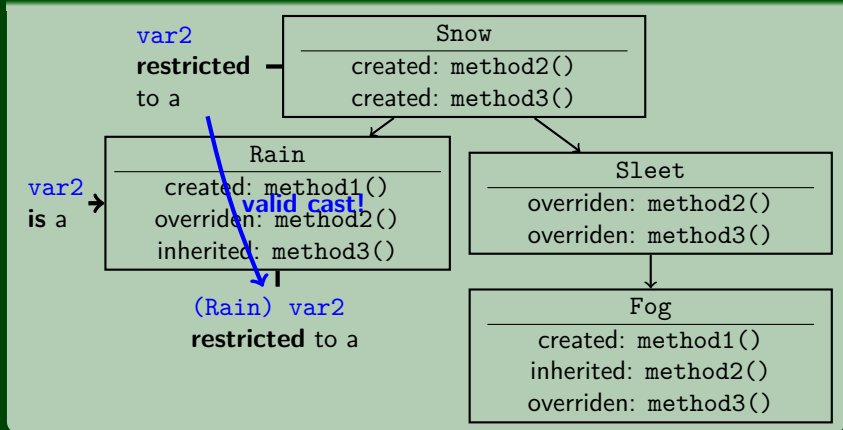 var2
restricted
to a
Snow
created: method2()
created: method3()
var2
is a
Rain
created: method1()
overriden: method2()
inherited: method3()
valid cast!
(Rain) var2
restricted to a
Sleet
overriden: method2()
overriden: method3()
Fog
created: method1()
inherited: method2()
overriden: method3()